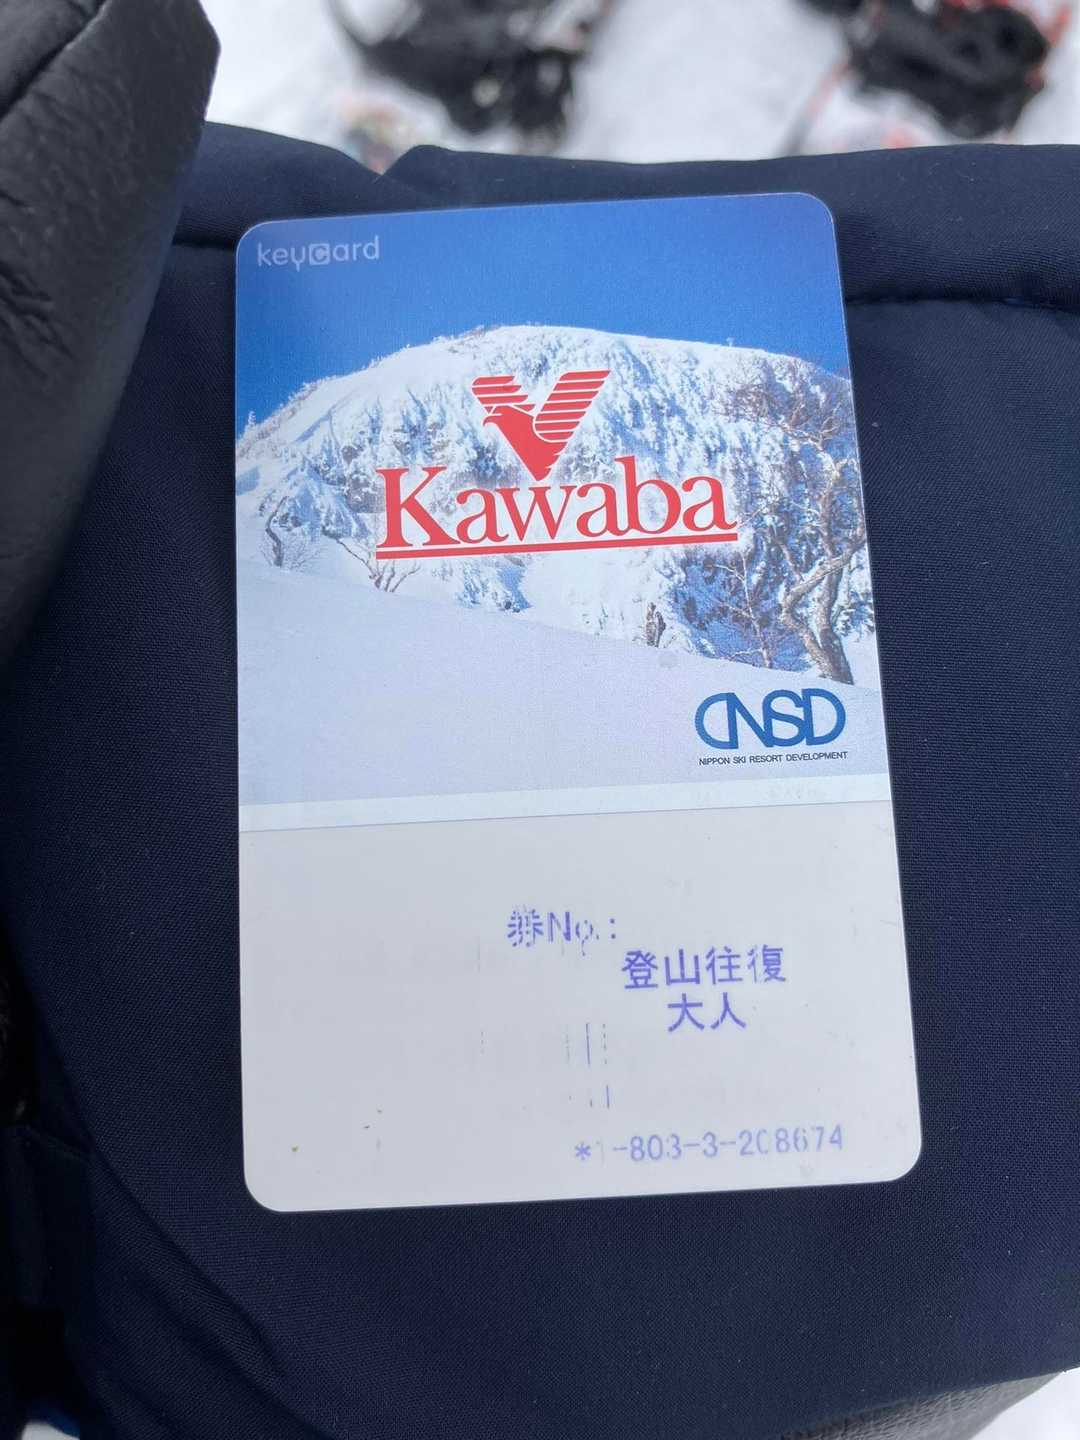 keycard
Kawaba
NSD
NIPPON SKI RESORT DEVELOPMENT
券No.:
登山往復
大人
*1-803-3-208674